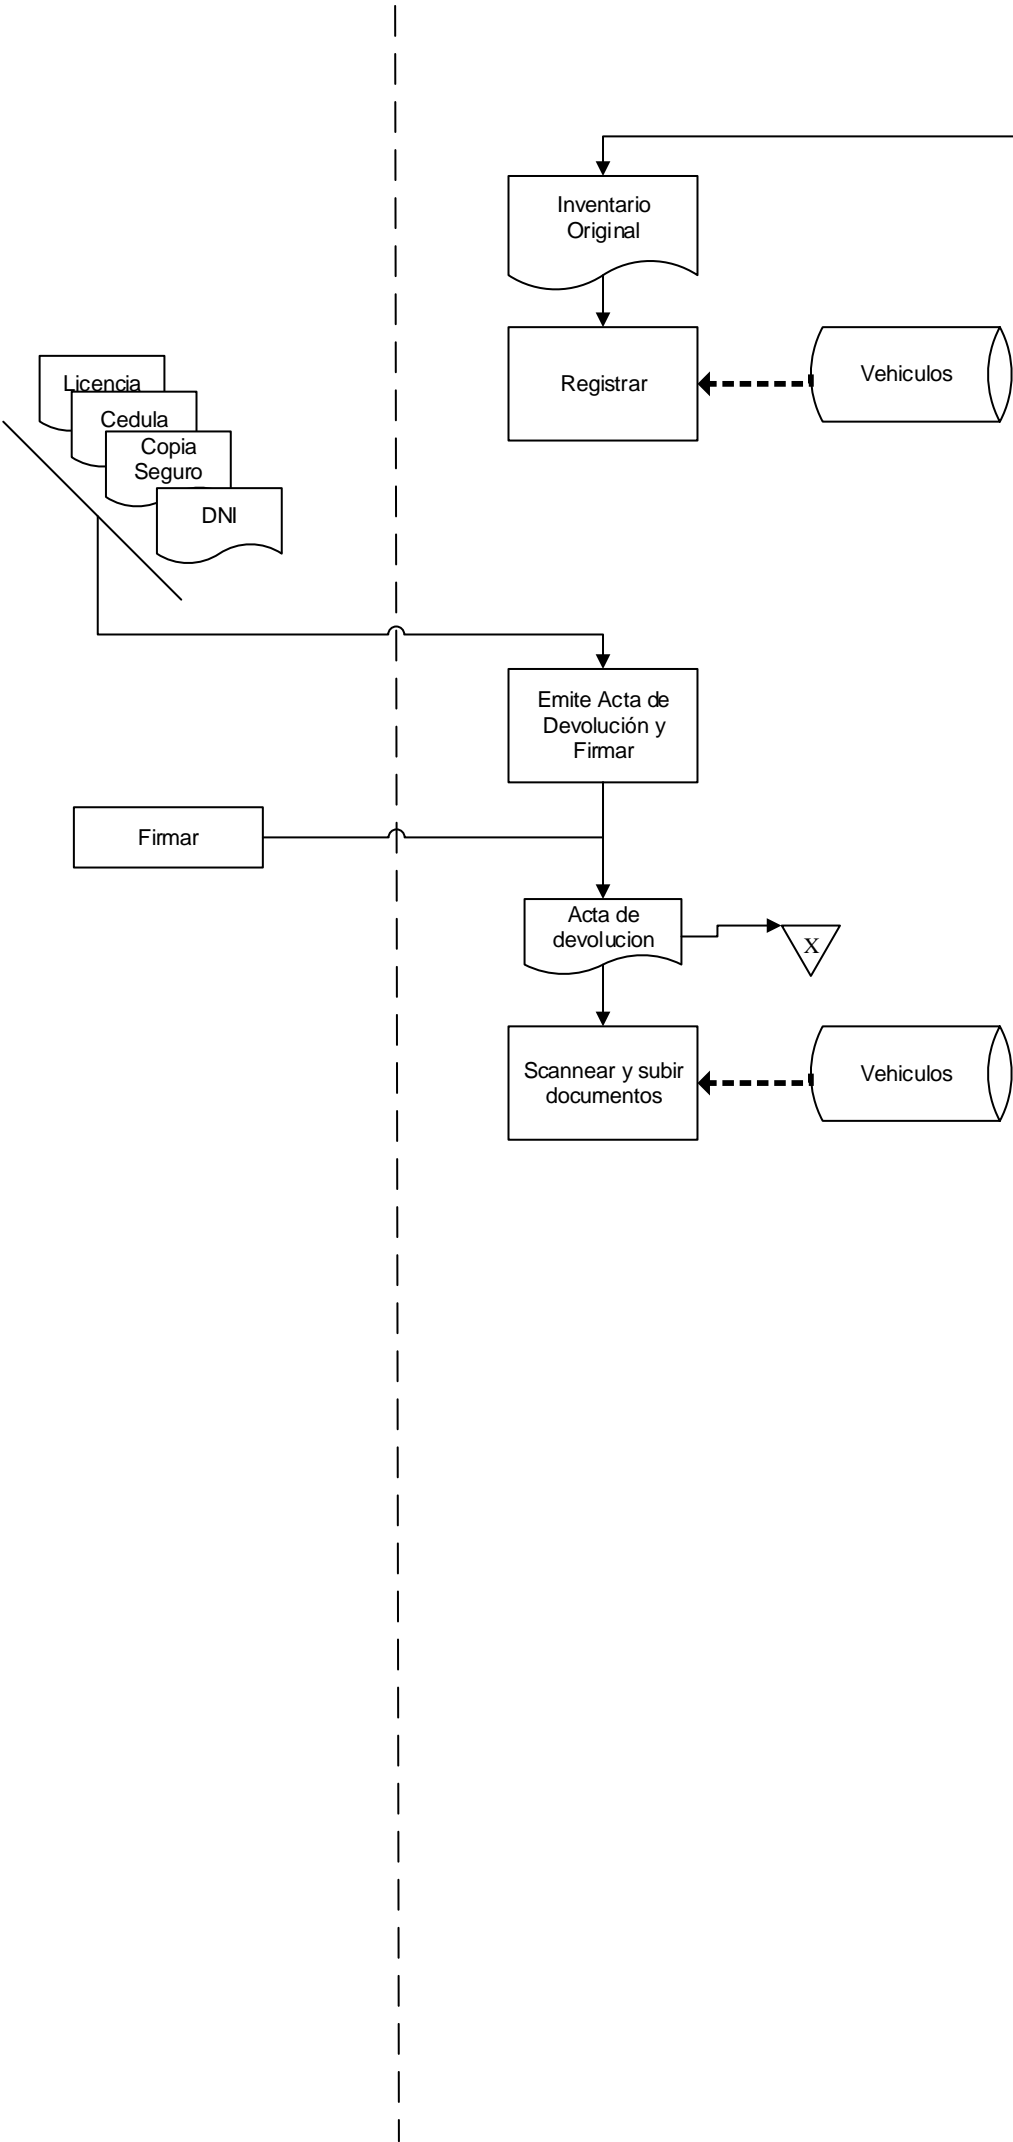 Inventario
Original
Registrar
Vehiculos
Licencia
Cedula
Copia
Seguro
DNI
Emite Acta de
Devolución y
Firmar
Firmar
Acta de
devolucion
X
Scannear y subir
documentos
Vehiculos